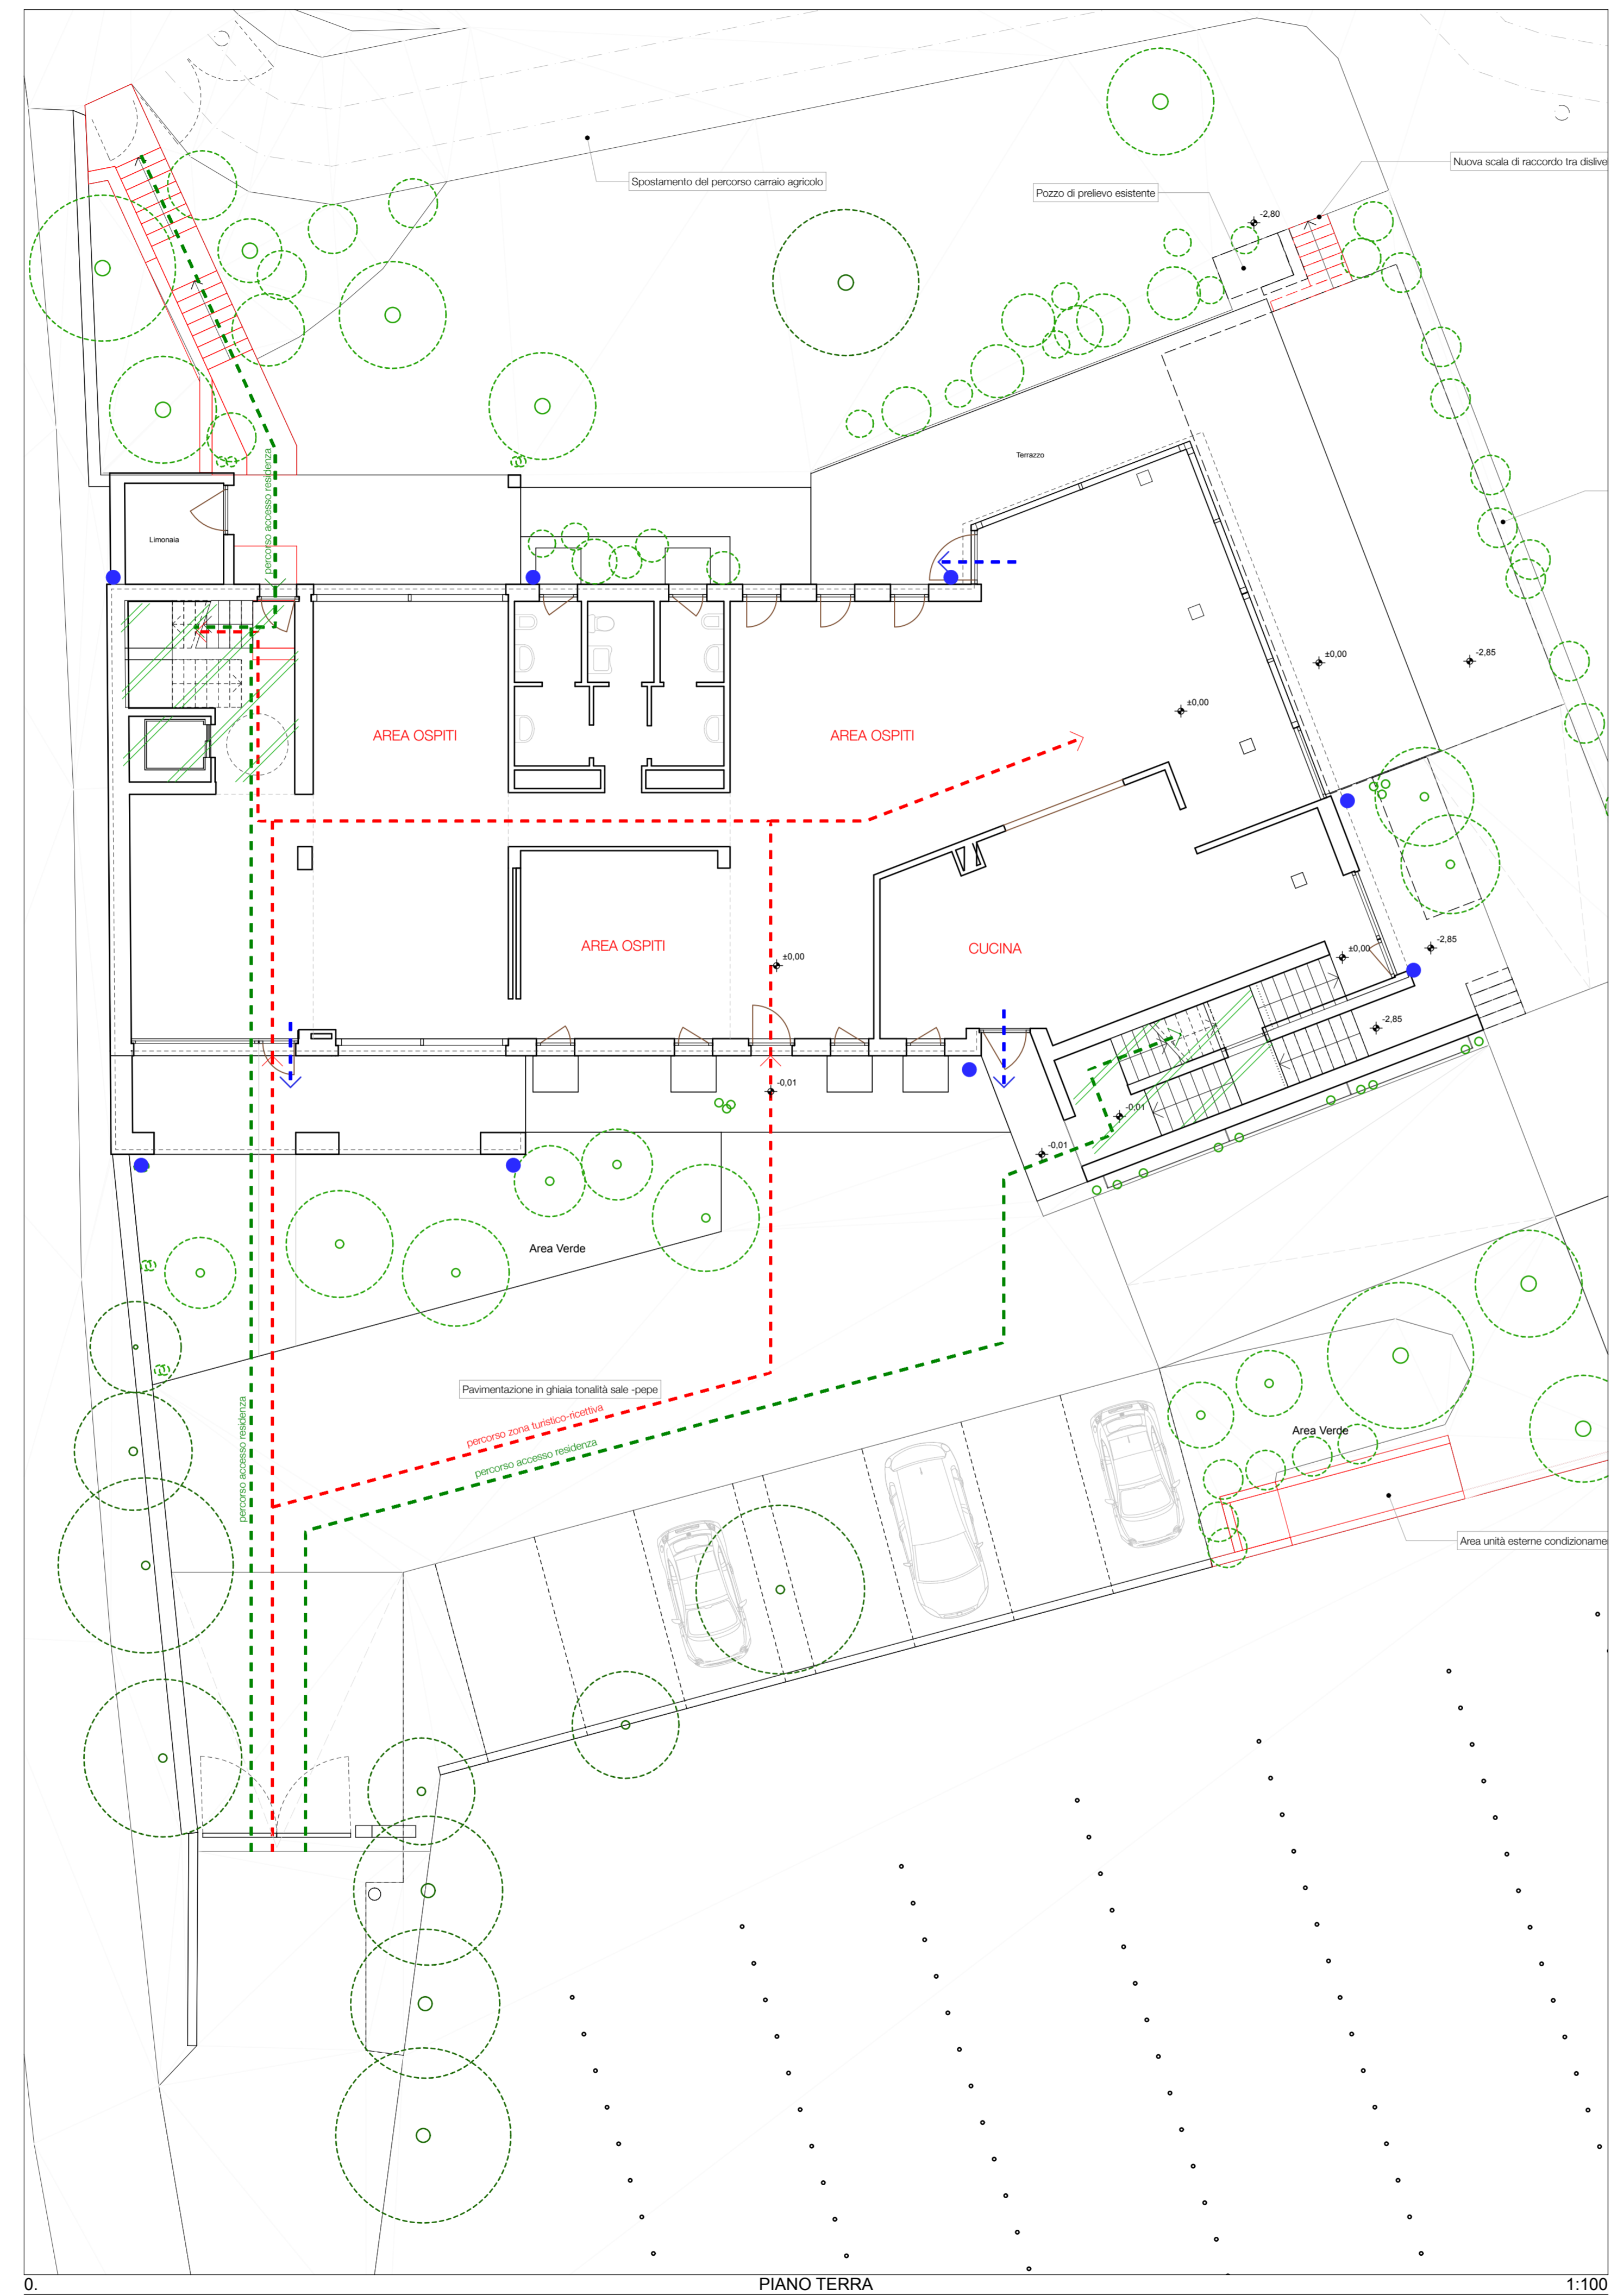 Nuova scala di raccordo tra dislive
Spostamento del percorso carraio agricolo
Pozzo di prelievo esistente
-2,80
Terrazzo
percorso accesso residenza
Limonaia
±0,00
-2,85
±0,00
AREA OSPITI
AREA OSPITI
AREA OSPITI
CUCINA
±0,00
±0,00
-2,85
-2,85
-0,01
-0,01
-0,01
Area Verde
Pavimentazione in ghiaia tonalità sale -pepe
percorso zona turistico-ricettiva
percorso accesso residenza
percorso accesso residenza
Area Verde
Area unità esterne condizioname
0.
PIANO TERRA
1:100